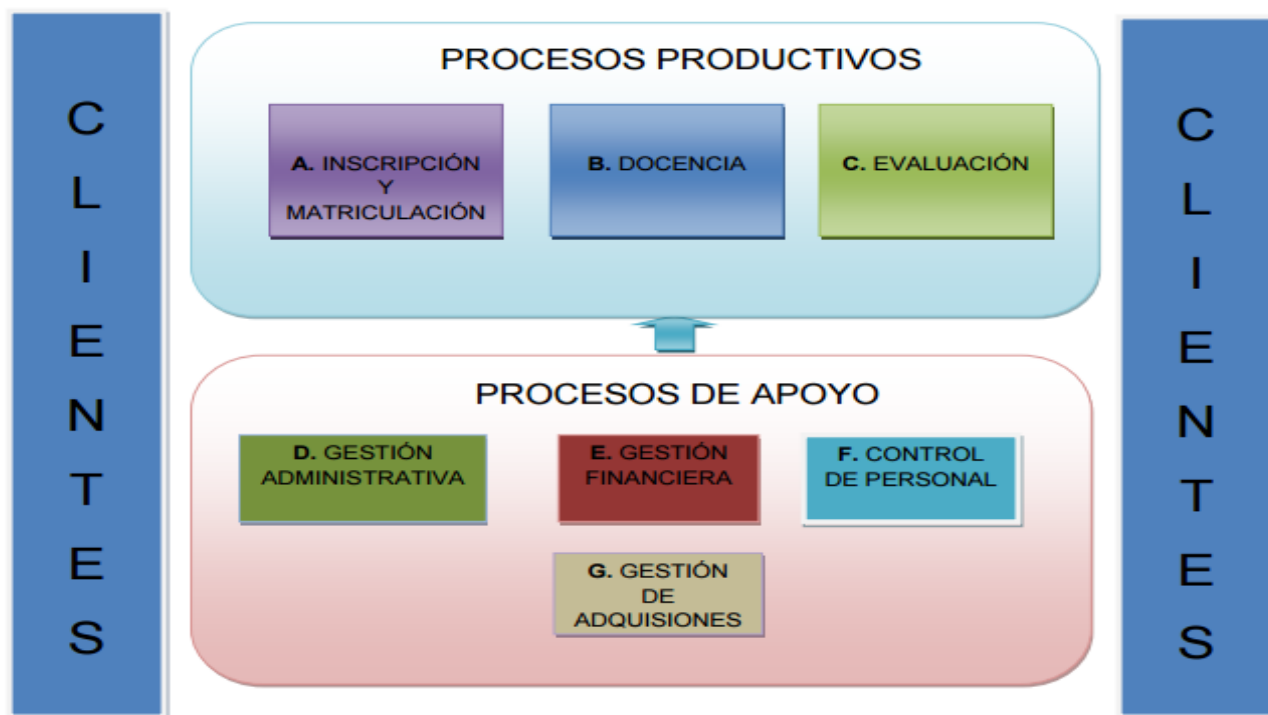 CLIENTES
PROCESOS PRODUCTIVOS
A. INSCRIPCIÓN
Y
MATRICULACIÓN
B. DOCENCIA
C. EVALUACIÓN
PROCESOS DE APOYO
D. GESTIÓN
ADMINISTRATIVA
E. GESTIÓN
FINANCIERA
F. CONTROL
DE PERSONAL
G. GESTIÓN
DE
ADQUISIONES
CLIENTES